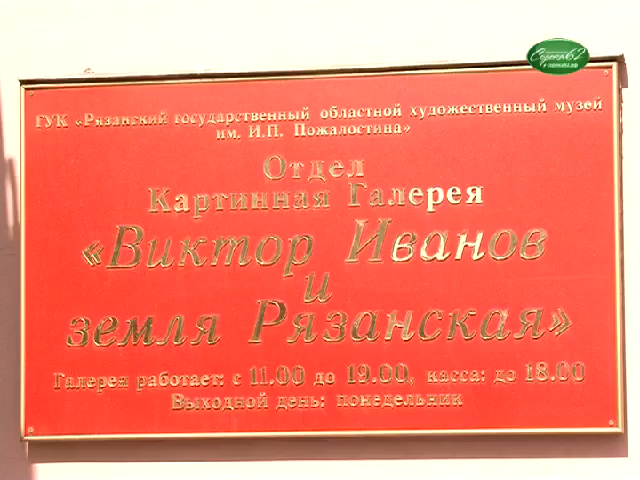 ГУК «Рязанский государственный областной художественный музей
им. И.П. Пожалостина»
Отдел
Картинная Галерея
«Виктор Иванов
и
земля Рязанская»
Галерея работает: с 11.00 до 19.00, касса: до 18.00
Выходной день: понедельник